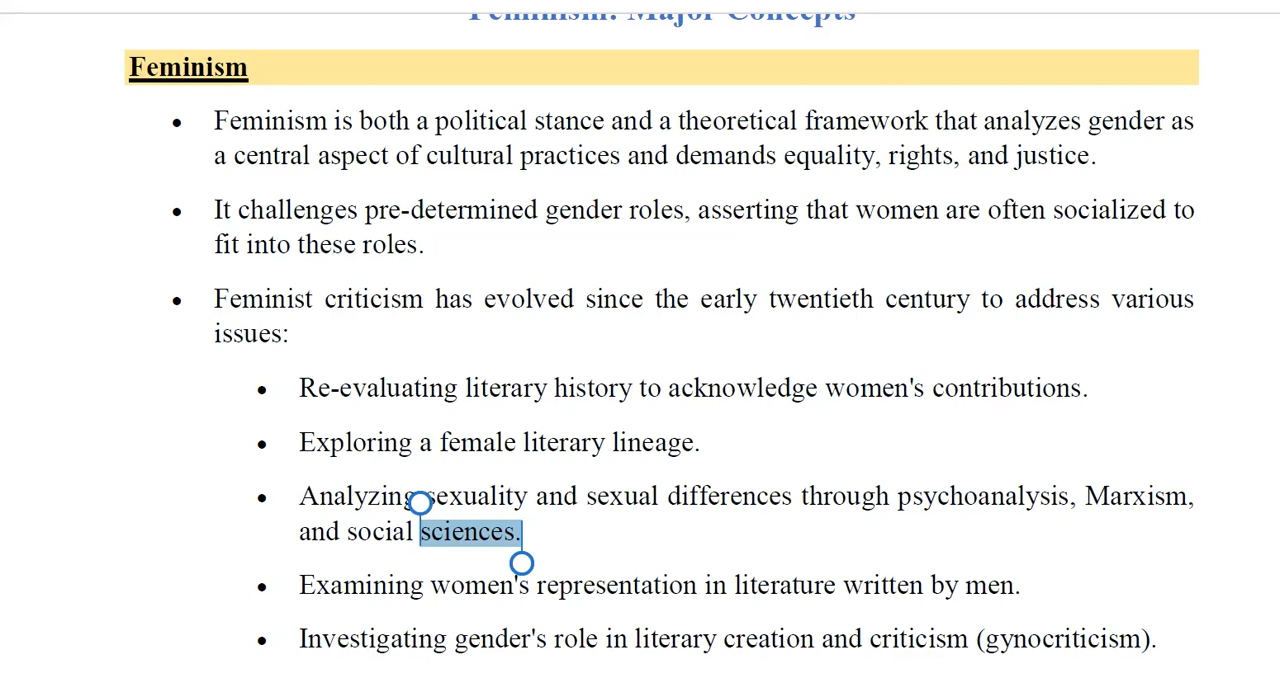 Feminism: Major Concepts
Feminism
• Feminism is both a political stance and a theoretical framework that analyzes gender as
a central aspect of cultural practices and demands equality, rights, and justice.
• It challenges pre-determined gender roles, asserting that women are often socialized to
fit into these roles.
• Feminist criticism has evolved since the early twentieth century to address various
issues:
• Re-evaluating literary history to acknowledge women's contributions.
• Exploring a female literary lineage.
• Analyzing sexuality and sexual differences through psychoanalysis, Marxism,
and social sciences.
• Examining women's representation in literature written by men.
• Investigating gender's role in literary creation and criticism (gynocriticism).